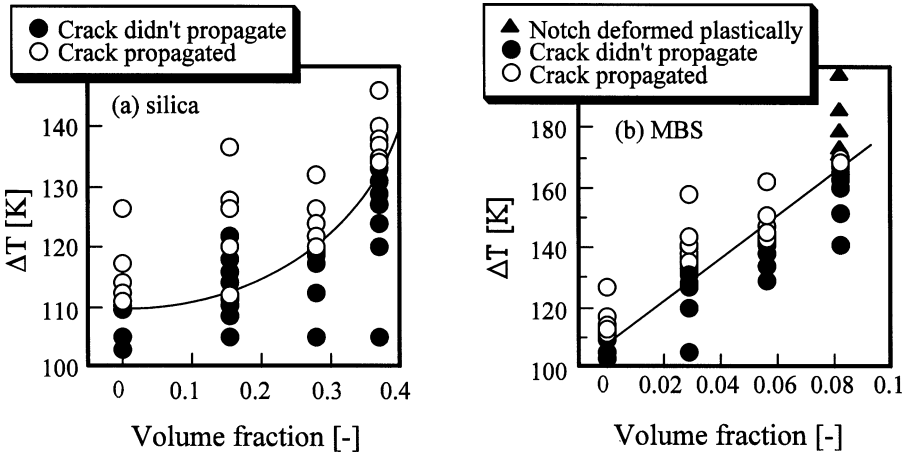 Crack didn't propagate
Crack propagated
(a) silica
140
130
120
110
100
ΔT [K]
0 0.1 0.2 0.3 0.4
Volume fraction [-]
Notch deformed plastically
Crack didn't propagate
Crack propagated
(b) MBS
180
160
140
120
100
ΔT [K]
0 0.02 0.04 0.06 0.08 0.1
Volume fraction [-]